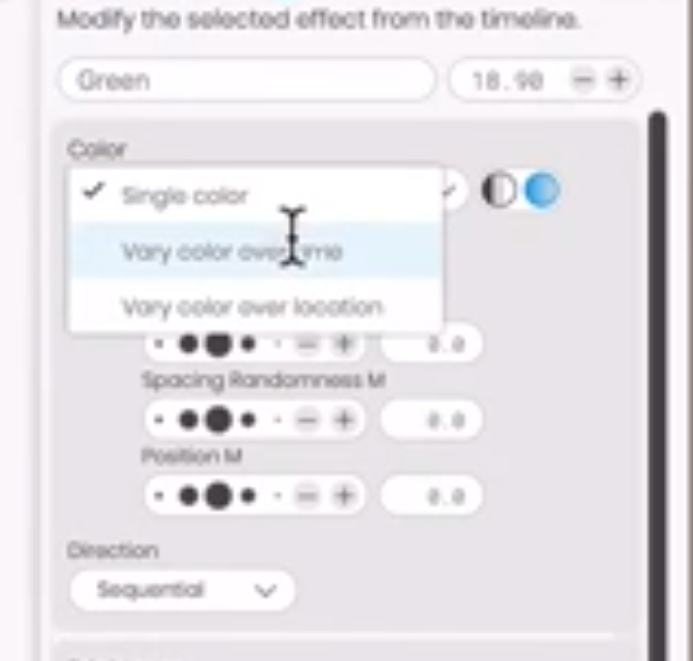 Modify the selected effect from the timeline.
Green 18.90
Color
Single color
Vary color over time
Vary color over location
0.0
Spacing Randomness M
0.0
Position M
0.0
Direction
Sequential